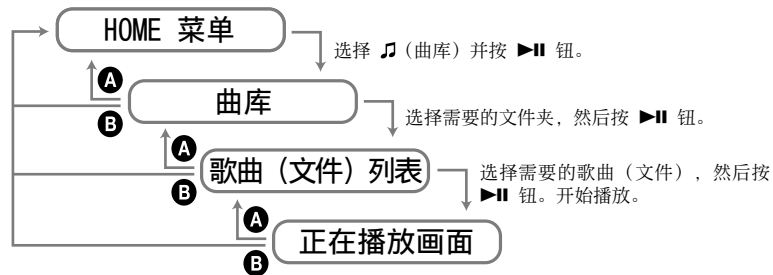 HOME 菜单
选择 ♫（曲库）并按 ►II 钮。
A
B
曲库
选择需要的文件夹，然后按 ►II 钮。
A
B
歌曲（文件）列表
选择需要的歌曲（文件），然后按
►II 钮。开始播放。
A
B
正在播放画面